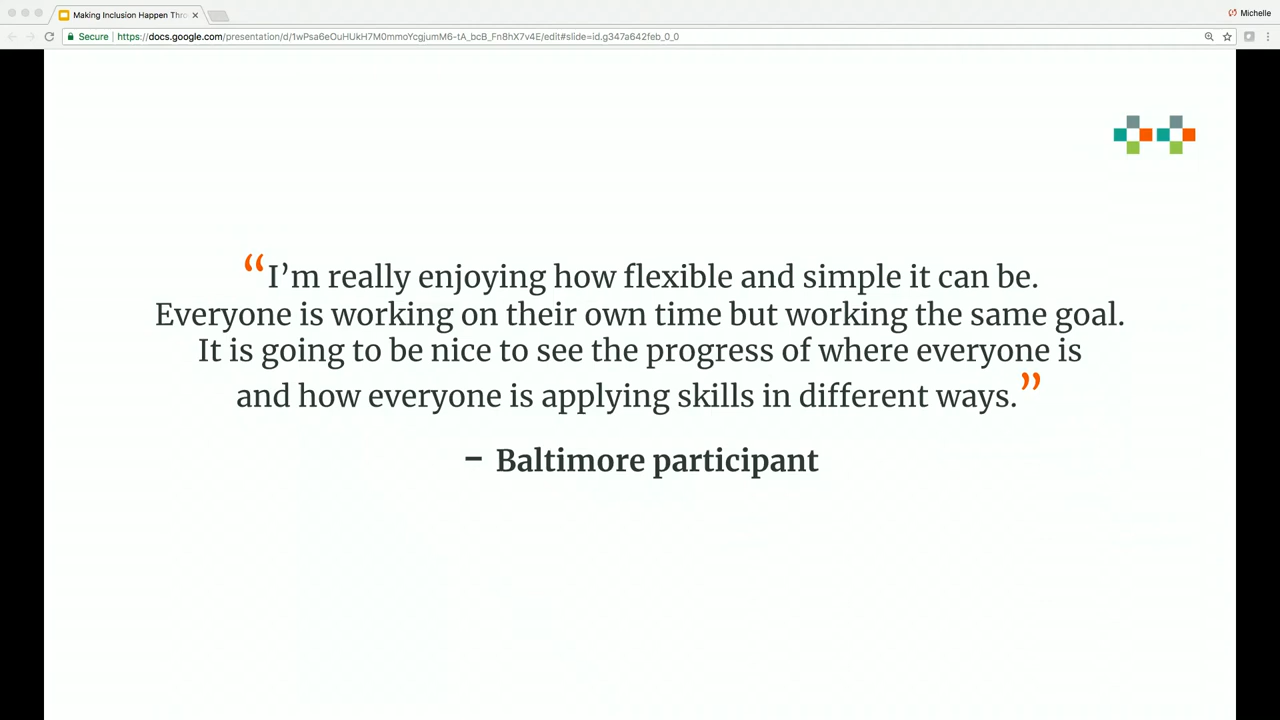 Making Inclusion Happen Thr
Michelle
Secure
https://docs.google.com/presentation/d/1wPsa6eOuHUkH7M0mmoYcgjumM6-tA_bcB_Fn8hX7v4E/edit#slide=id.g347a642feb_0_0
“I’m really enjoying how flexible and simple it can be.
Everyone is working on their own time but working the same goal.
It is going to be nice to see the progress of where everyone is
and how everyone is applying skills in different ways.”
– Baltimore participant